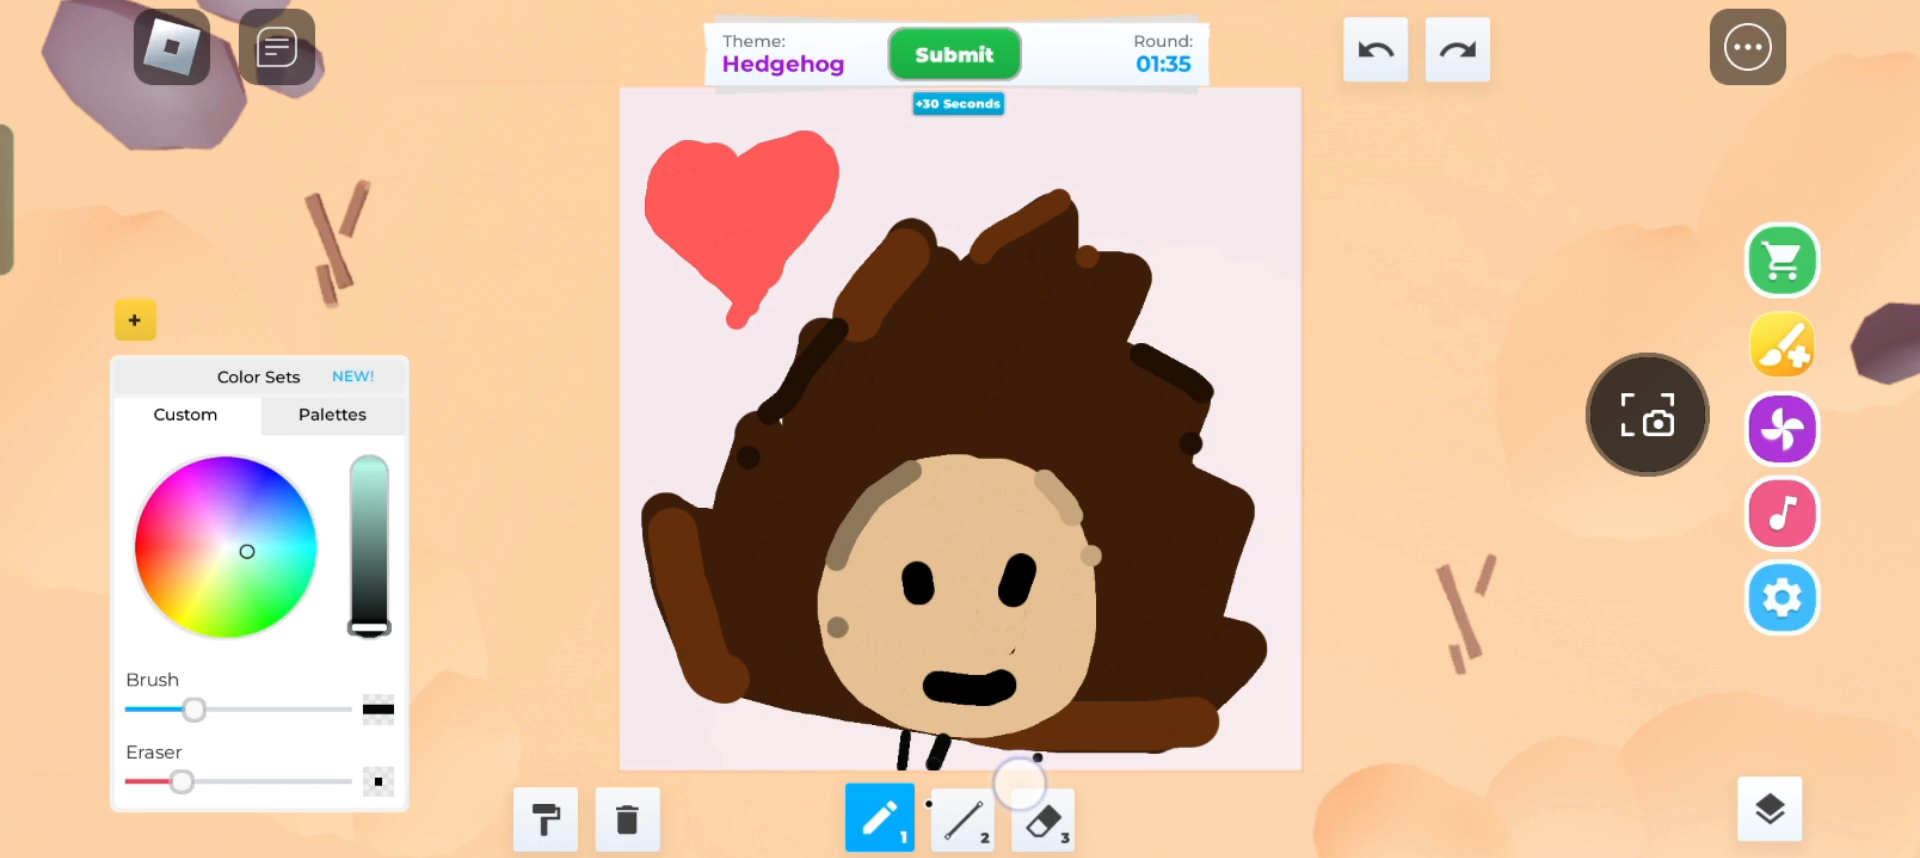 Theme:
Hedgehog
Submit
Round:
01:35
+30 Seconds
+
Color Sets NEW!
Custom Palettes
Brush
Eraser
1
2
3